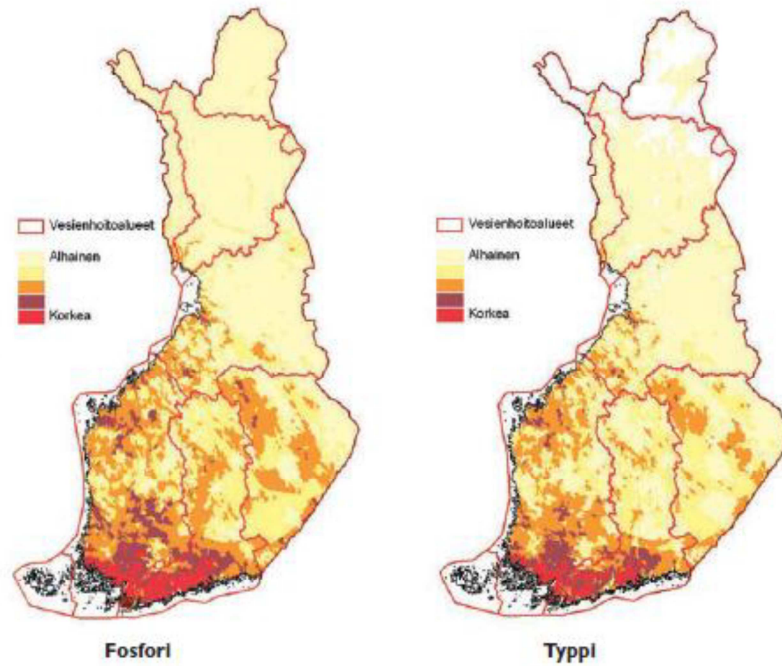 Vesienhoitoalueet
Alhainen
Korkea
Fosfori
Vesienhoitoalueet
Alhainen
Korkea
Typpi